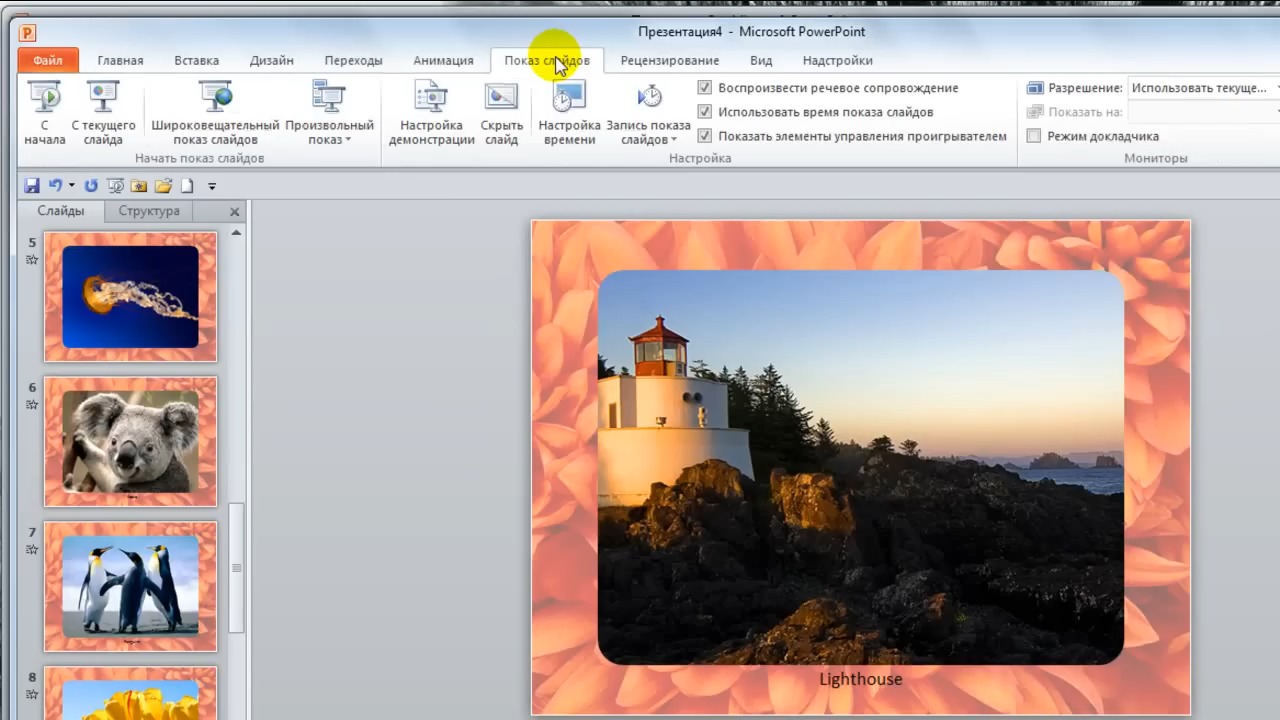 Презентация4 - Microsoft PowerPoint
Файл Главная Вставка Дизайн Переходы Анимация Показ слайдов Рецензирование Вид Надстройки
С начала
С текущего слайда
Широковещательный показ слайдов
Произвольный показ
Начать показ слайдов
Настройка демонстрации
Скрыть слайд
Настройка времени
Запись показа слайдов
Воспроизвести речевое сопровождение
Использовать время показа слайдов
Показать элементы управления проигрывателем
Настройка
Разрешение: Использовать текуще...
Показать на:
Режим докладчика
Мониторы
Слайды Структура
5
6
7
8
Lighthouse